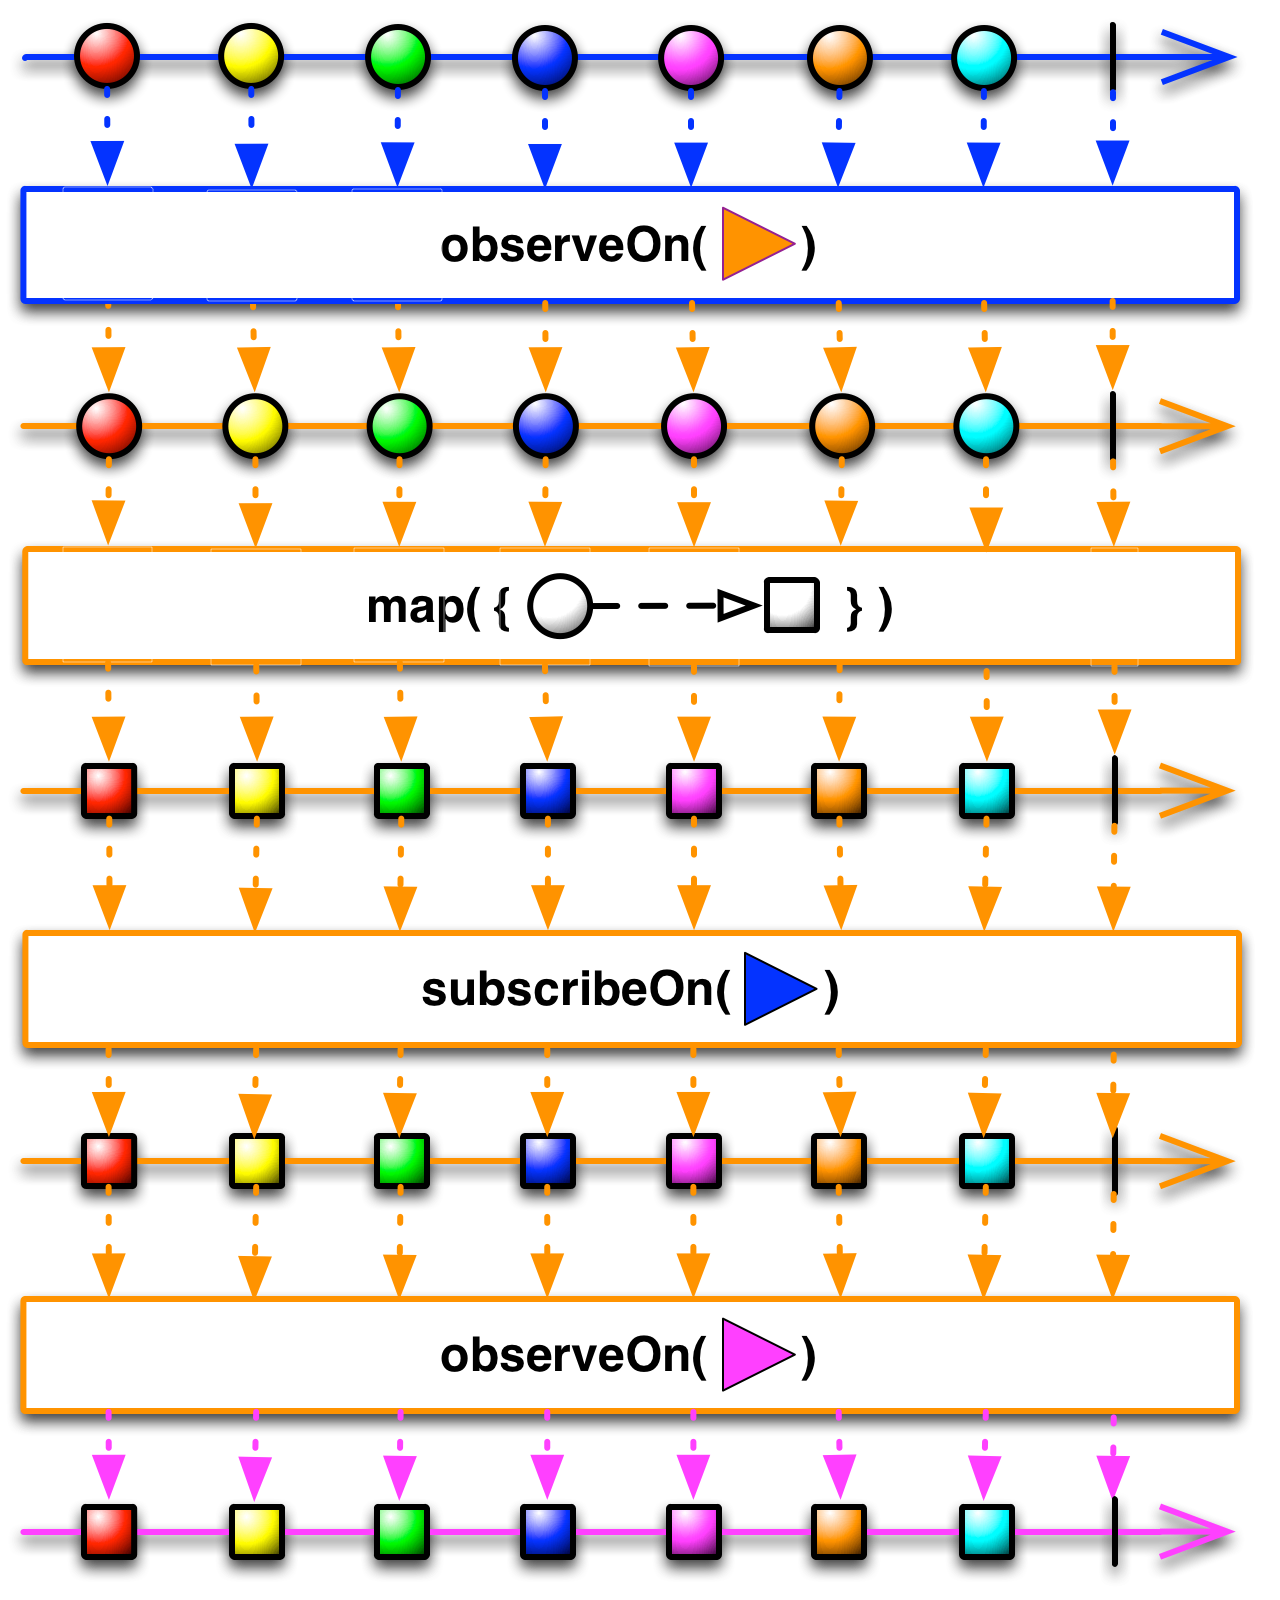 observeOn( )
map( { } )
subscribeOn( )
observeOn( )